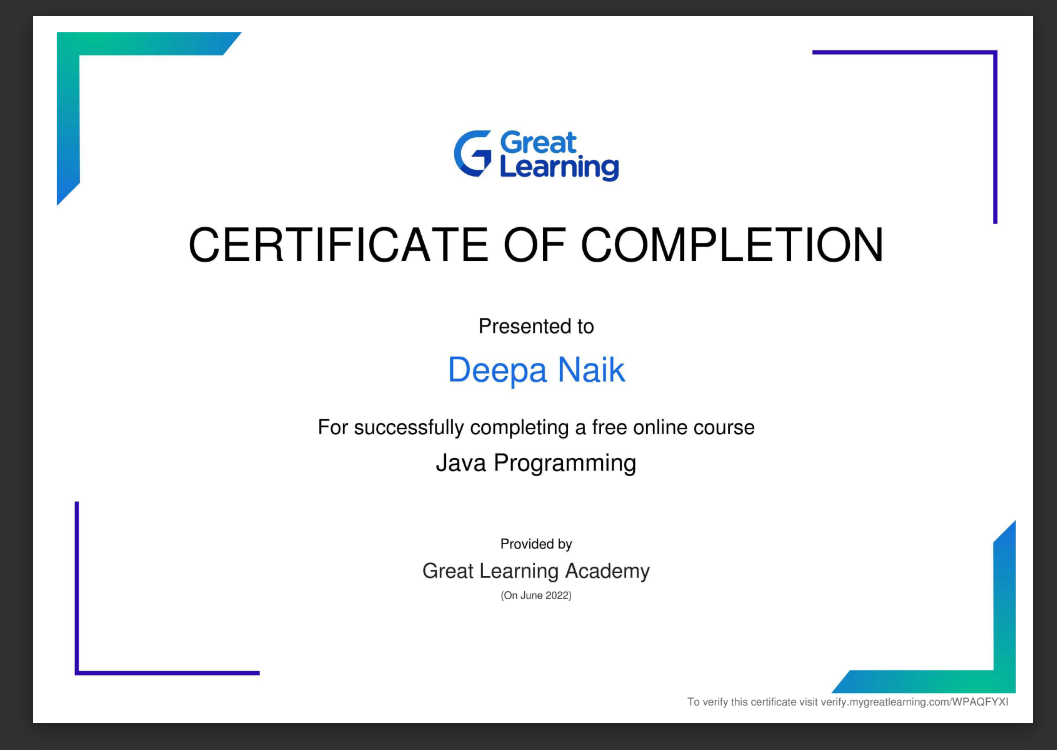 Great
Learning
CERTIFICATE OF COMPLETION
Presented to
Deepa Naik
For successfully completing a free online course
Java Programming
Provided by
Great Learning Academy
(On June 2022)
To verify this certificate visit verify.mygreatlearning.com/WPAQFYXI